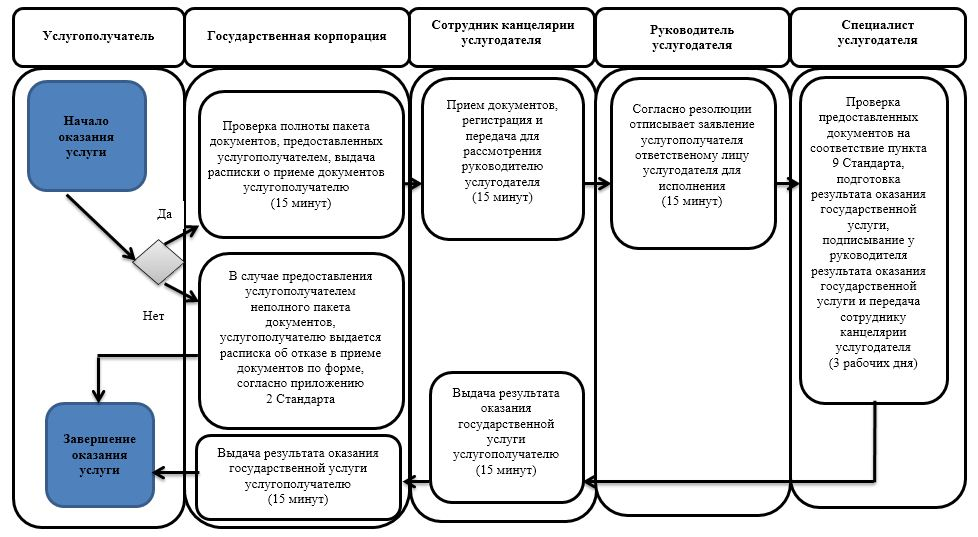 Услугополучатель
Государственная корпорация
Сотрудник канцелярии
услугодателя
Руководитель
услугодателя
Специалист
услугодателя
Начало
оказания
услуги
Да
Нет
Завершение
оказания
услуги
Проверка полноты пакета
документов, предоставленных
услугополучателем, выдача
расписки о приеме документов
услугополучателю
(15 минут)
В случае предоставления
услугополучателем
неполного пакета
документов,
услугополучателю выдается
расписка об отказе в приеме
документов по форме,
согласно приложению
2 Стандарта
Выдача результата оказания
государственной услуги
услугополучателю
(15 минут)
Прием документов,
регистрация и
передача для
рассмотрения
руководителю
услугодателя
(15 минут)
Выдача результата
оказания
государственной
услуги
услугополучателю
(15 минут)
Согласно резолюции
отписывает заявление
услугополучателя
ответственому лицу
услугодателя для
исполнения
(15 минут)
Проверка
предоставленных
документов на
соответствие пункта
9 Стандарта,
подготовка
результата оказания
государственной
услуги,
подписывание у
руководителя
результата оказания
государственной
услуги и передача
сотруднику
канцелярии
услугодателя
(3 рабочих дня)